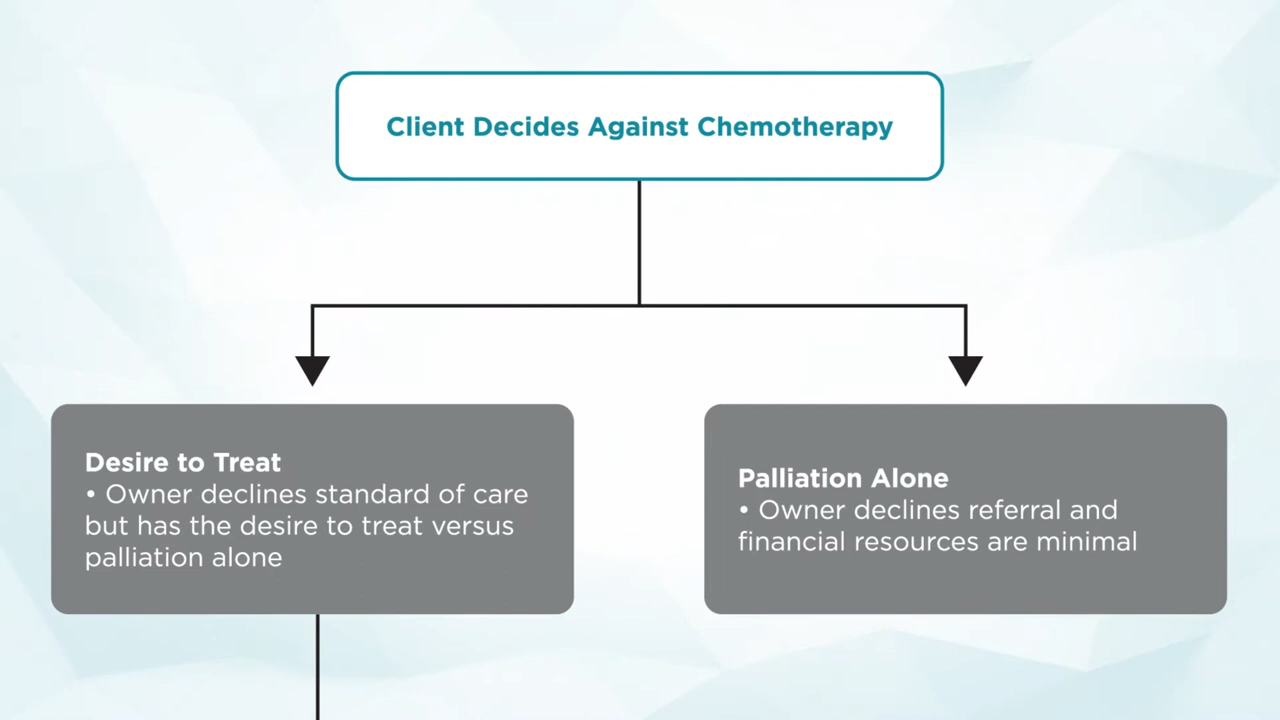 Client Decides Against Chemotherapy
Desire to Treat
• Owner declines standard of care
but has the desire to treat versus
palliation alone
Palliation Alone
• Owner declines referral and
financial resources are minimal